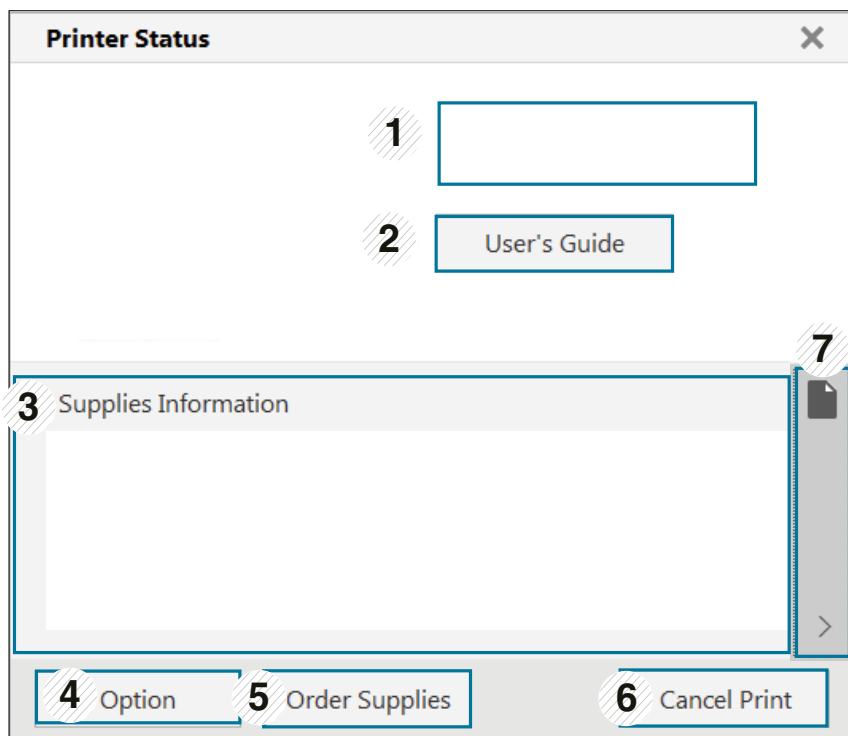 Printer Status
1
2 User's Guide
7
3 Supplies Information
4 Option 5 Order Supplies 6 Cancel Print